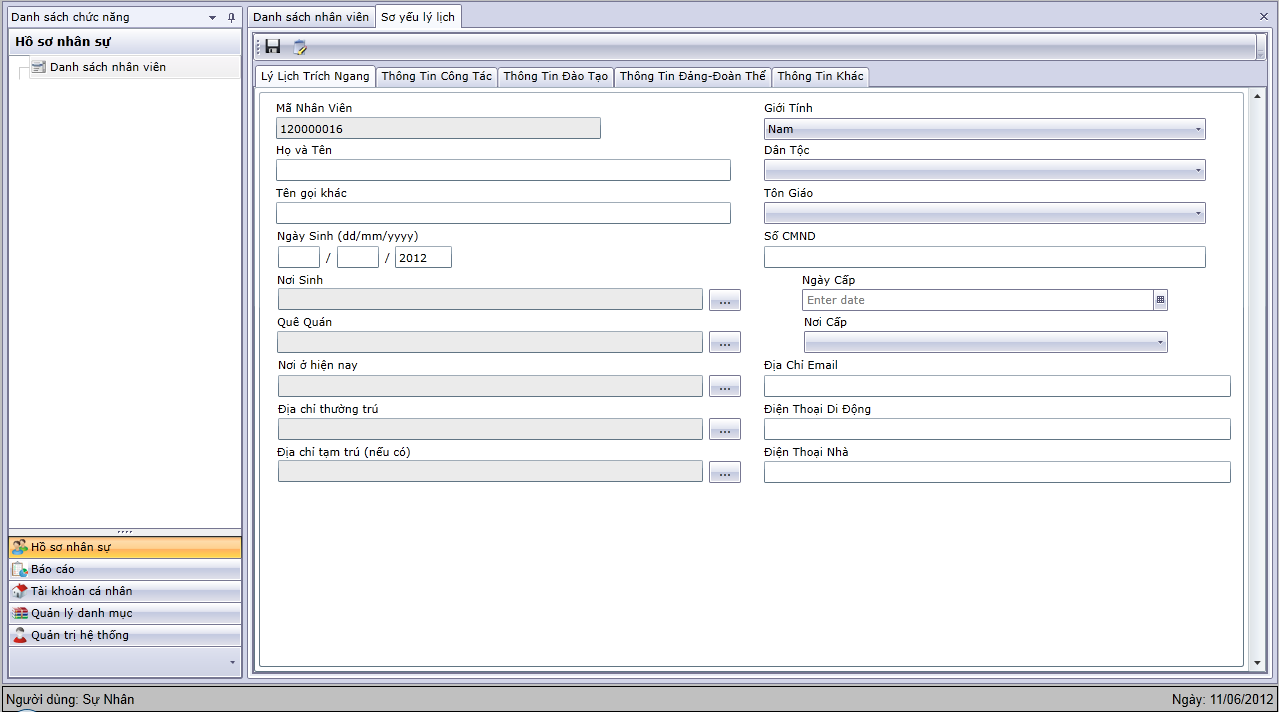 Danh sách chức năng
Hồ sơ nhân sự
Danh sách nhân viên
Hồ sơ nhân sự
Báo cáo
Tài khoản cá nhân
Quản lý danh mục
Quản trị hệ thống
Danh sách nhân viên Sơ yếu lý lịch
Lý Lịch Trích Ngang Thông Tin Công Tác Thông Tin Đào Tạo Thông Tin Đảng-Đoàn Thể Thông Tin Khác
Mã Nhân Viên
120000016
Họ và Tên
Tên gọi khác
Ngày Sinh (dd/mm/yyyy)
/ / 2012
Nơi Sinh
...
Quê Quán
...
Nơi ở hiện nay
...
Địa chỉ thường trú
...
Địa chỉ tạm trú (nếu có)
...
Giới Tính
Nam
Dân Tộc
Tôn Giáo
Số CMND
Ngày Cấp
Enter date
Nơi Cấp
Địa Chỉ Email
Điện Thoại Di Động
Điện Thoại Nhà
Người dùng: Sự Nhân
Ngày: 11/06/2012